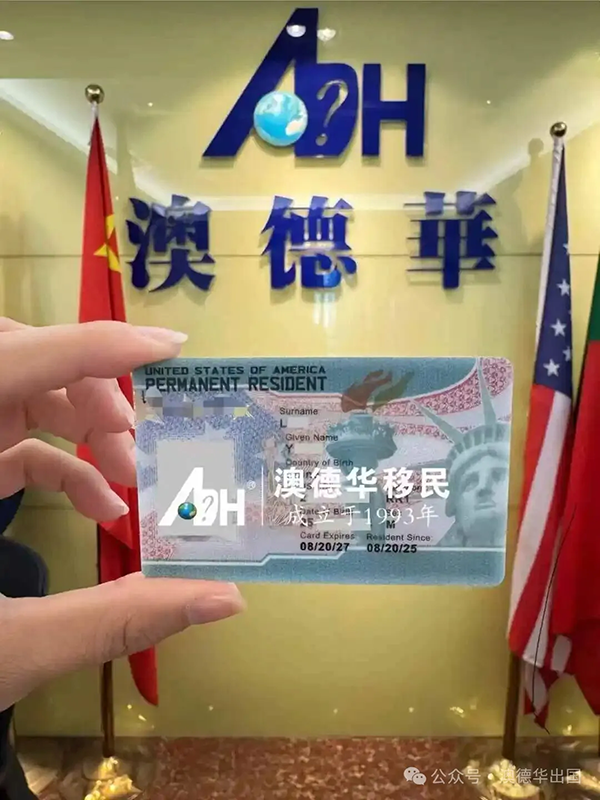 ADH
澳德華
UNITED STATES OF AMERICA
PERMANENT RESIDENT
Surname
L
Given Name
Y
Country of Birth
ADH® 澳德华移民
成立于1993年
M
Card Expires: Resident Since:
08/20/27 08/20/25
公众号 · 澳德华出国